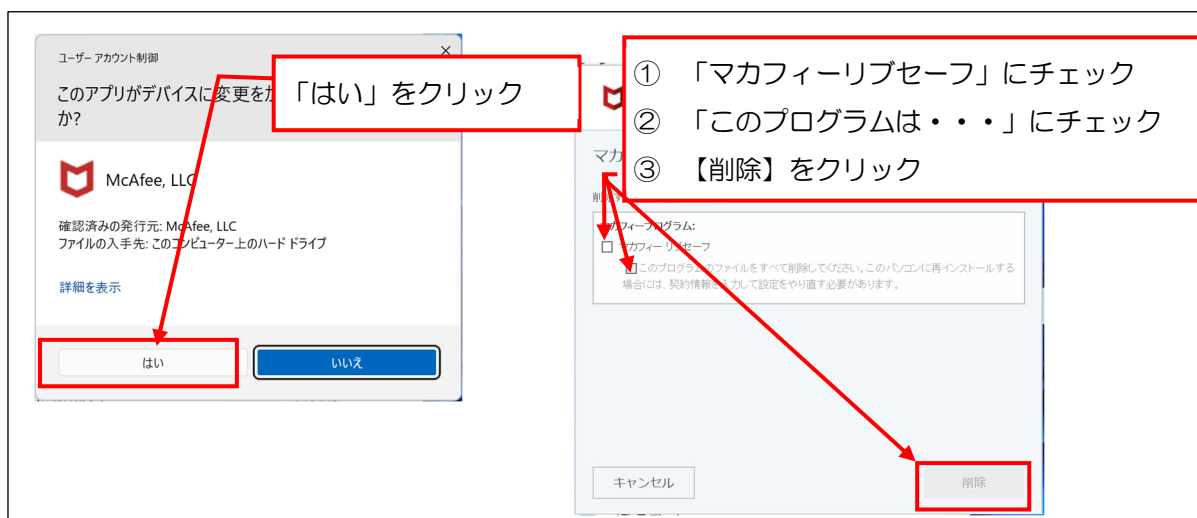 ユーザー アカウント制御
このアプリがデバイスに変更を
か?
McAfee, LLC
確認済みの発行元: McAfee, LLC
ファイルの入手先: このコンピューター上のハード ドライブ
詳細を表示
はい
いいえ
「はい」をクリック
① 「マカフィーリブセーフ」にチェック
② 「このプログラムは・・・」にチェック
③ 【削除】をクリック
マカフィー リブセーフ
このプログラムのファイルをすべて削除してください。このパソコンに再インストールする
場合には、契約情報を入力して設定をやり直す必要があります。
キャンセル
削除